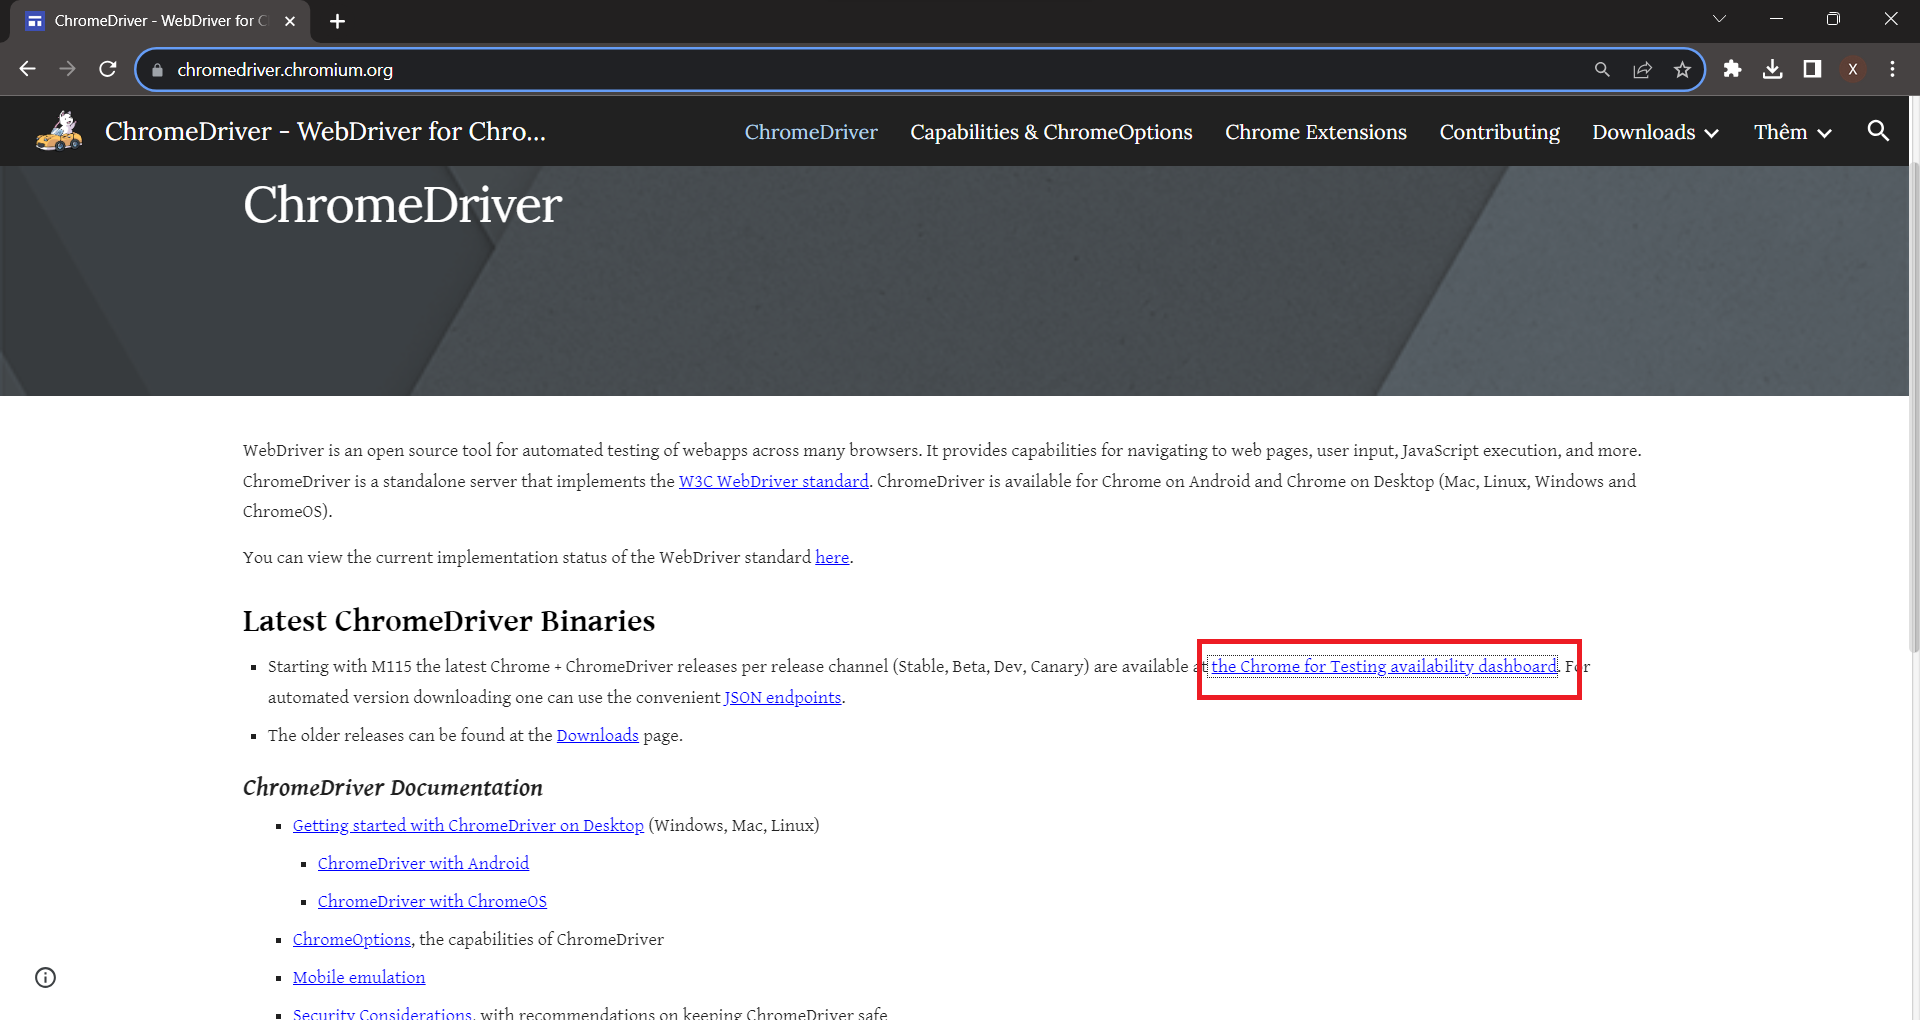 ChromeDriver - WebDriver for C
chromedriver.chromium.org
X
ChromeDriver - WebDriver for Chro...
ChromeDriver
Capabilities & ChromeOptions
Chrome Extensions
Contributing
Downloads
Thêm
ChromeDriver
WebDriver is an open source tool for automated testing of webapps across many browsers. It provides capabilities for navigating to web pages, user input, JavaScript execution, and more.
ChromeDriver is a standalone server that implements the W3C WebDriver standard. ChromeDriver is available for Chrome on Android and Chrome on Desktop (Mac, Linux, Windows and
ChromeOS).
You can view the current implementation status of the WebDriver standard here.
Latest ChromeDriver Binaries
Starting with M115 the latest Chrome + ChromeDriver releases per release channel (Stable, Beta, Dev, Canary) are available at the Chrome for Testing availability dashboard. For
automated version downloading one can use the convenient JSON endpoints.
The older releases can be found at the Downloads page.
ChromeDriver Documentation
Getting started with ChromeDriver on Desktop (Windows, Mac, Linux)
ChromeDriver with Android
ChromeDriver with ChromeOS
ChromeOptions, the capabilities of ChromeDriver
Mobile emulation
Security Considerations, with recommendations on keeping ChromeDriver safe